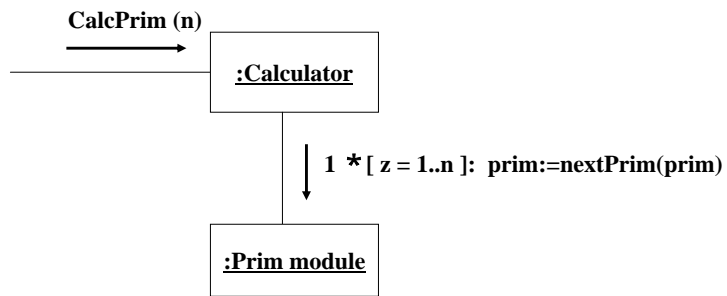 CalcPrim (n)
:Calculator
1 *[ z = 1..n ]: prim:=nextPrim(prim)
:Prim module